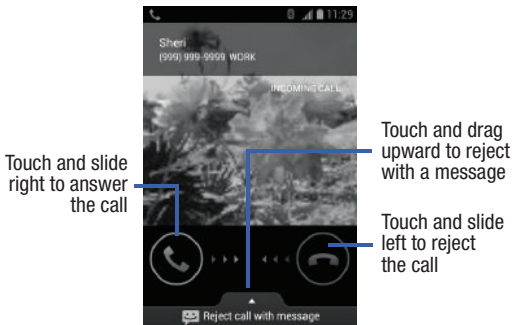 11:29
Sheri
(999) 999-9999 WORK
INCOMING CALL
Touch and slide
right to answer
the call
Touch and drag
upward to reject
with a message
Touch and slide
left to reject
the call
Reject call with message